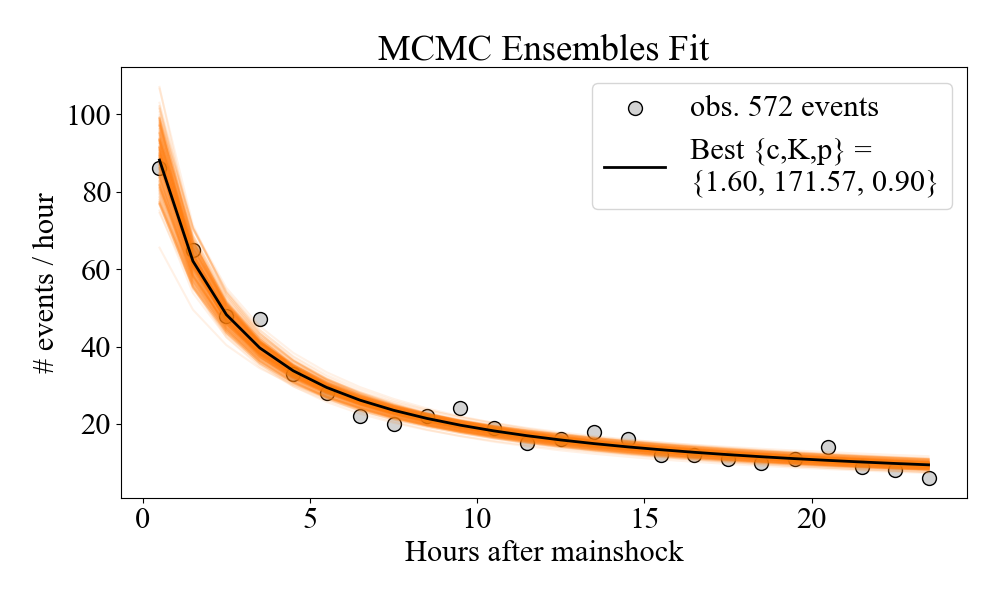 MCMC Ensembles Fit
# events / hour
100
80
60
40
20
obs. 572 events
Best {c,K,p} =
{1.60, 171.57, 0.90}
0
5
10
15
20
Hours after mainshock